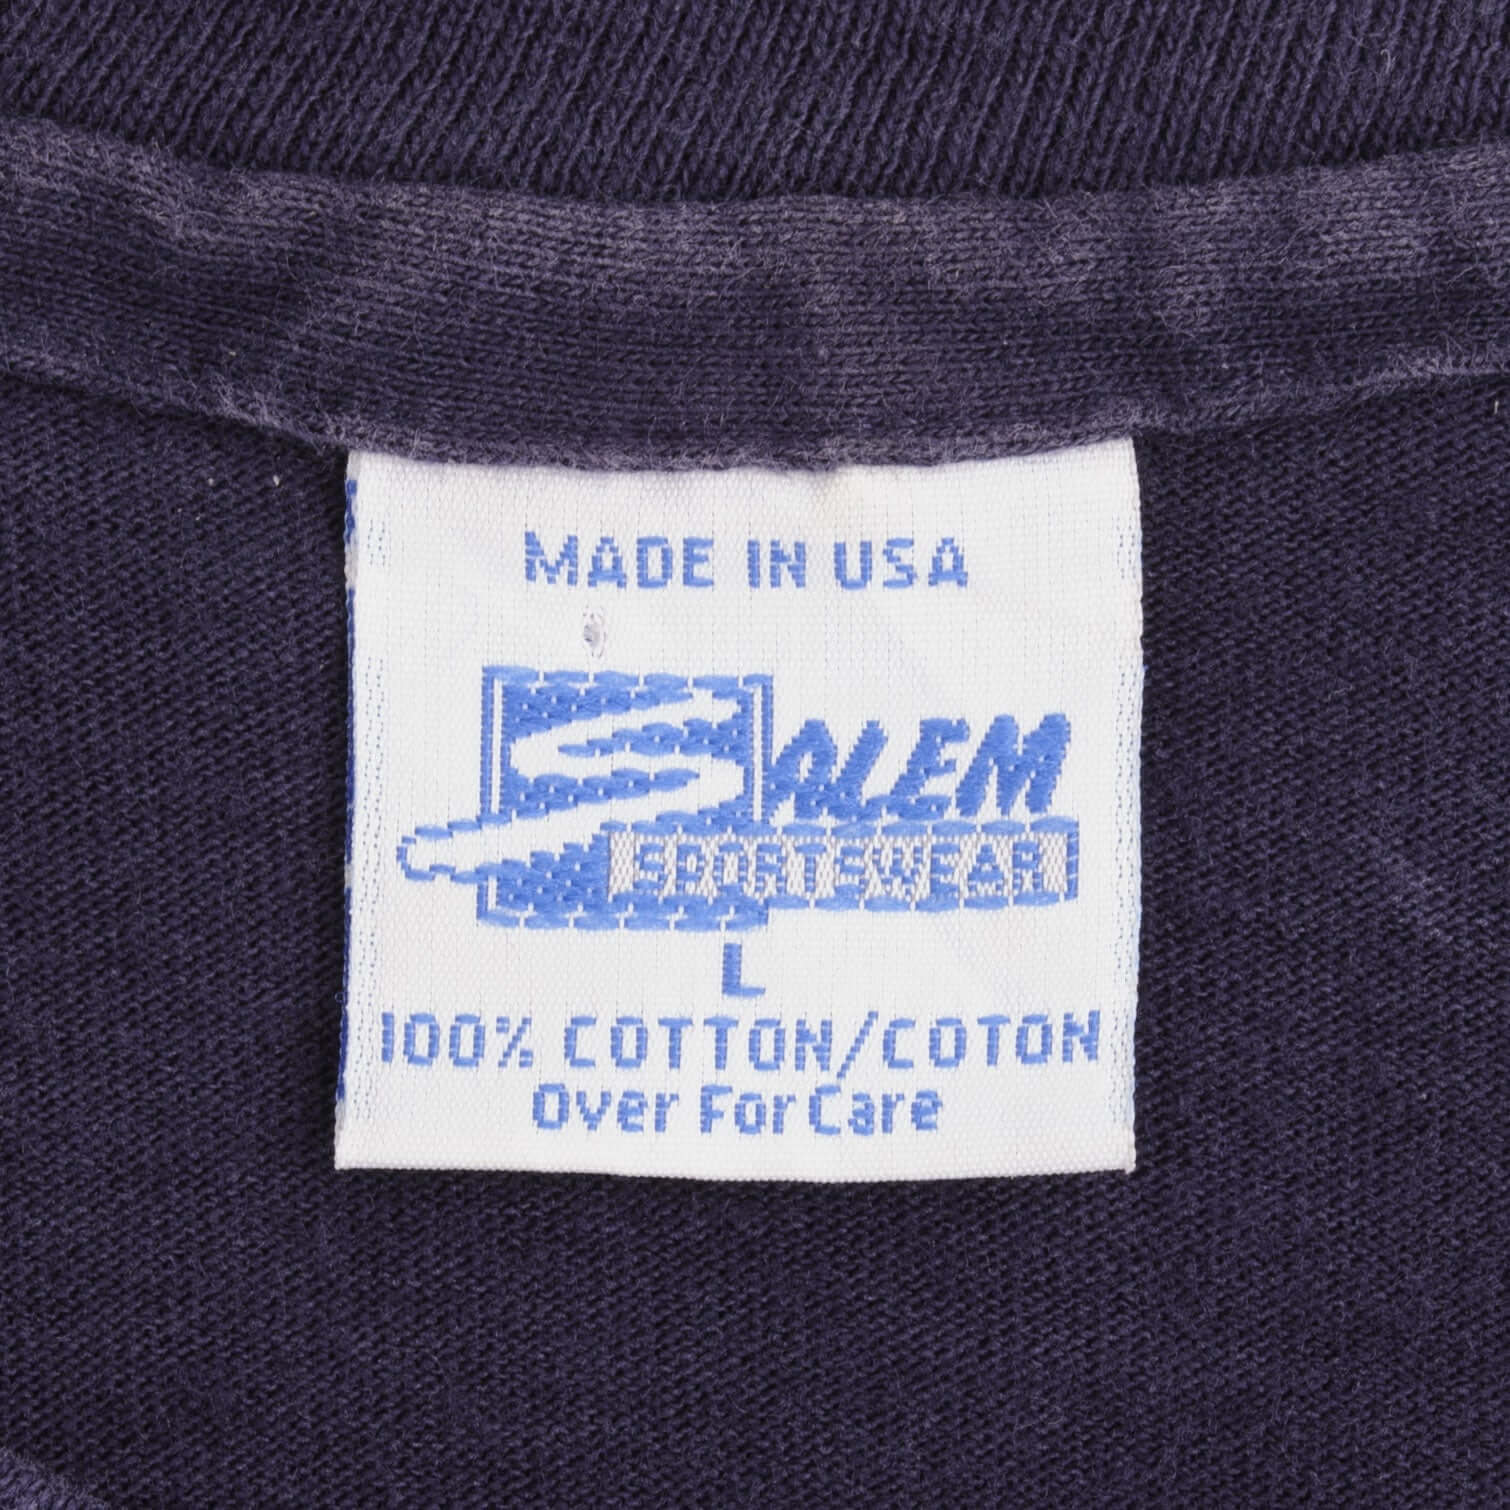 MADE IN USA
SALEM
SPORTSWEAR
L
100% COTTON/COTON
Over For Care